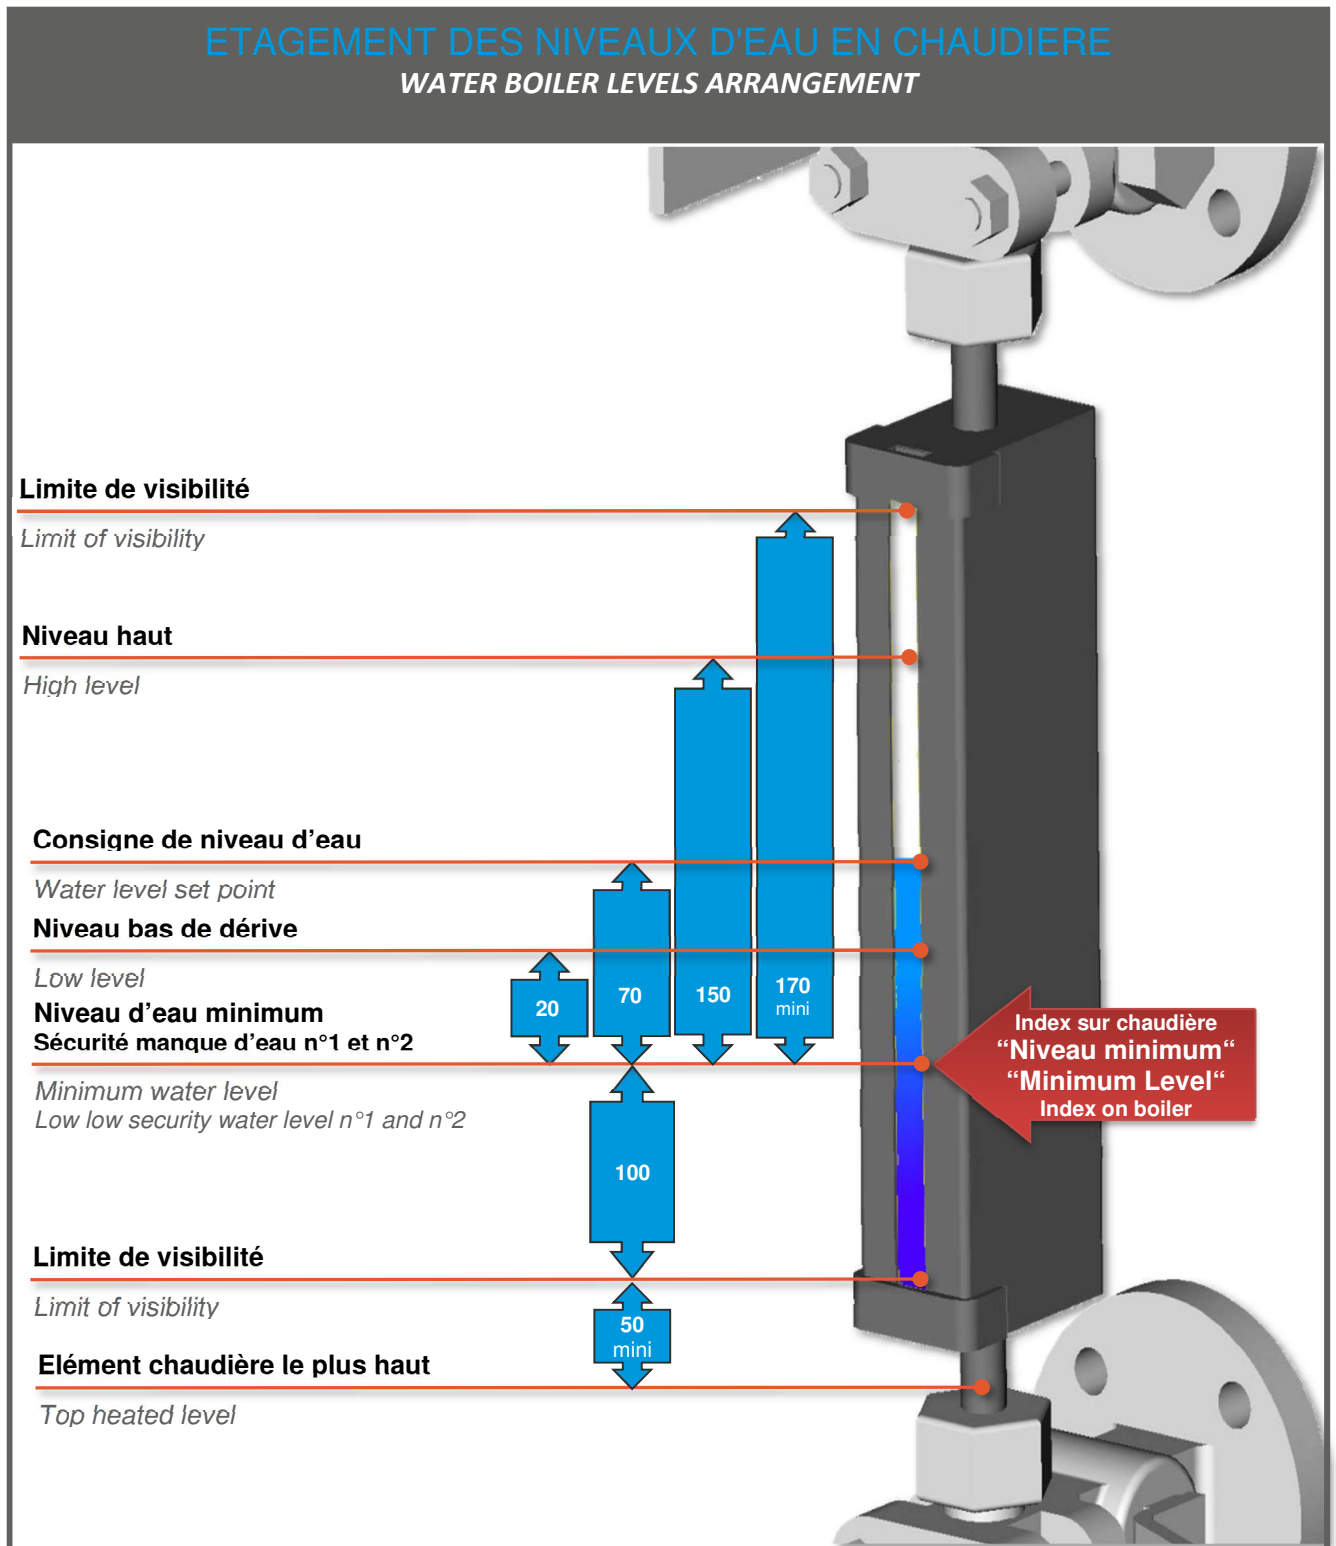 ETAGEMENT DES NIVEAUX D'EAU EN CHAUDIERE
WATER BOILER LEVELS ARRANGEMENT
Limite de visibilité
Limit of visibility
Niveau haut
High level
Consigne de niveau d’eau
Water level set point
Niveau bas de dérive
Low level
Niveau d’eau minimum
Sécurité manque d’eau n°1 et n°2
Minimum water level
Low low security water level n°1 and n°2
20
70
150
170
mini
Index sur chaudière
“Niveau minimum“
“Minimum Level“
Index on boiler
100
Limite de visibilité
Limit of visibility
50
mini
Elément chaudière le plus haut
Top heated level